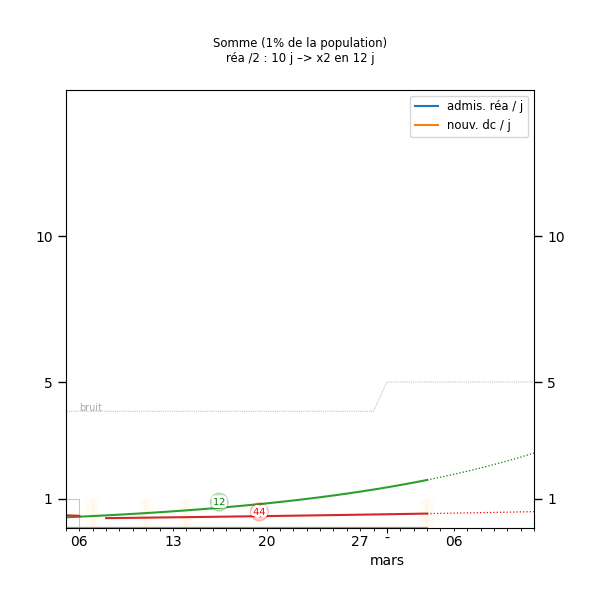 Somme (1% de la population)
réa /2 : 10 j –> x2 en 12 j
admis. réa / j
nouv. dc / j
10
10
5
5
bruit
1
1
12
44
06
13
20
27
-
06
mars